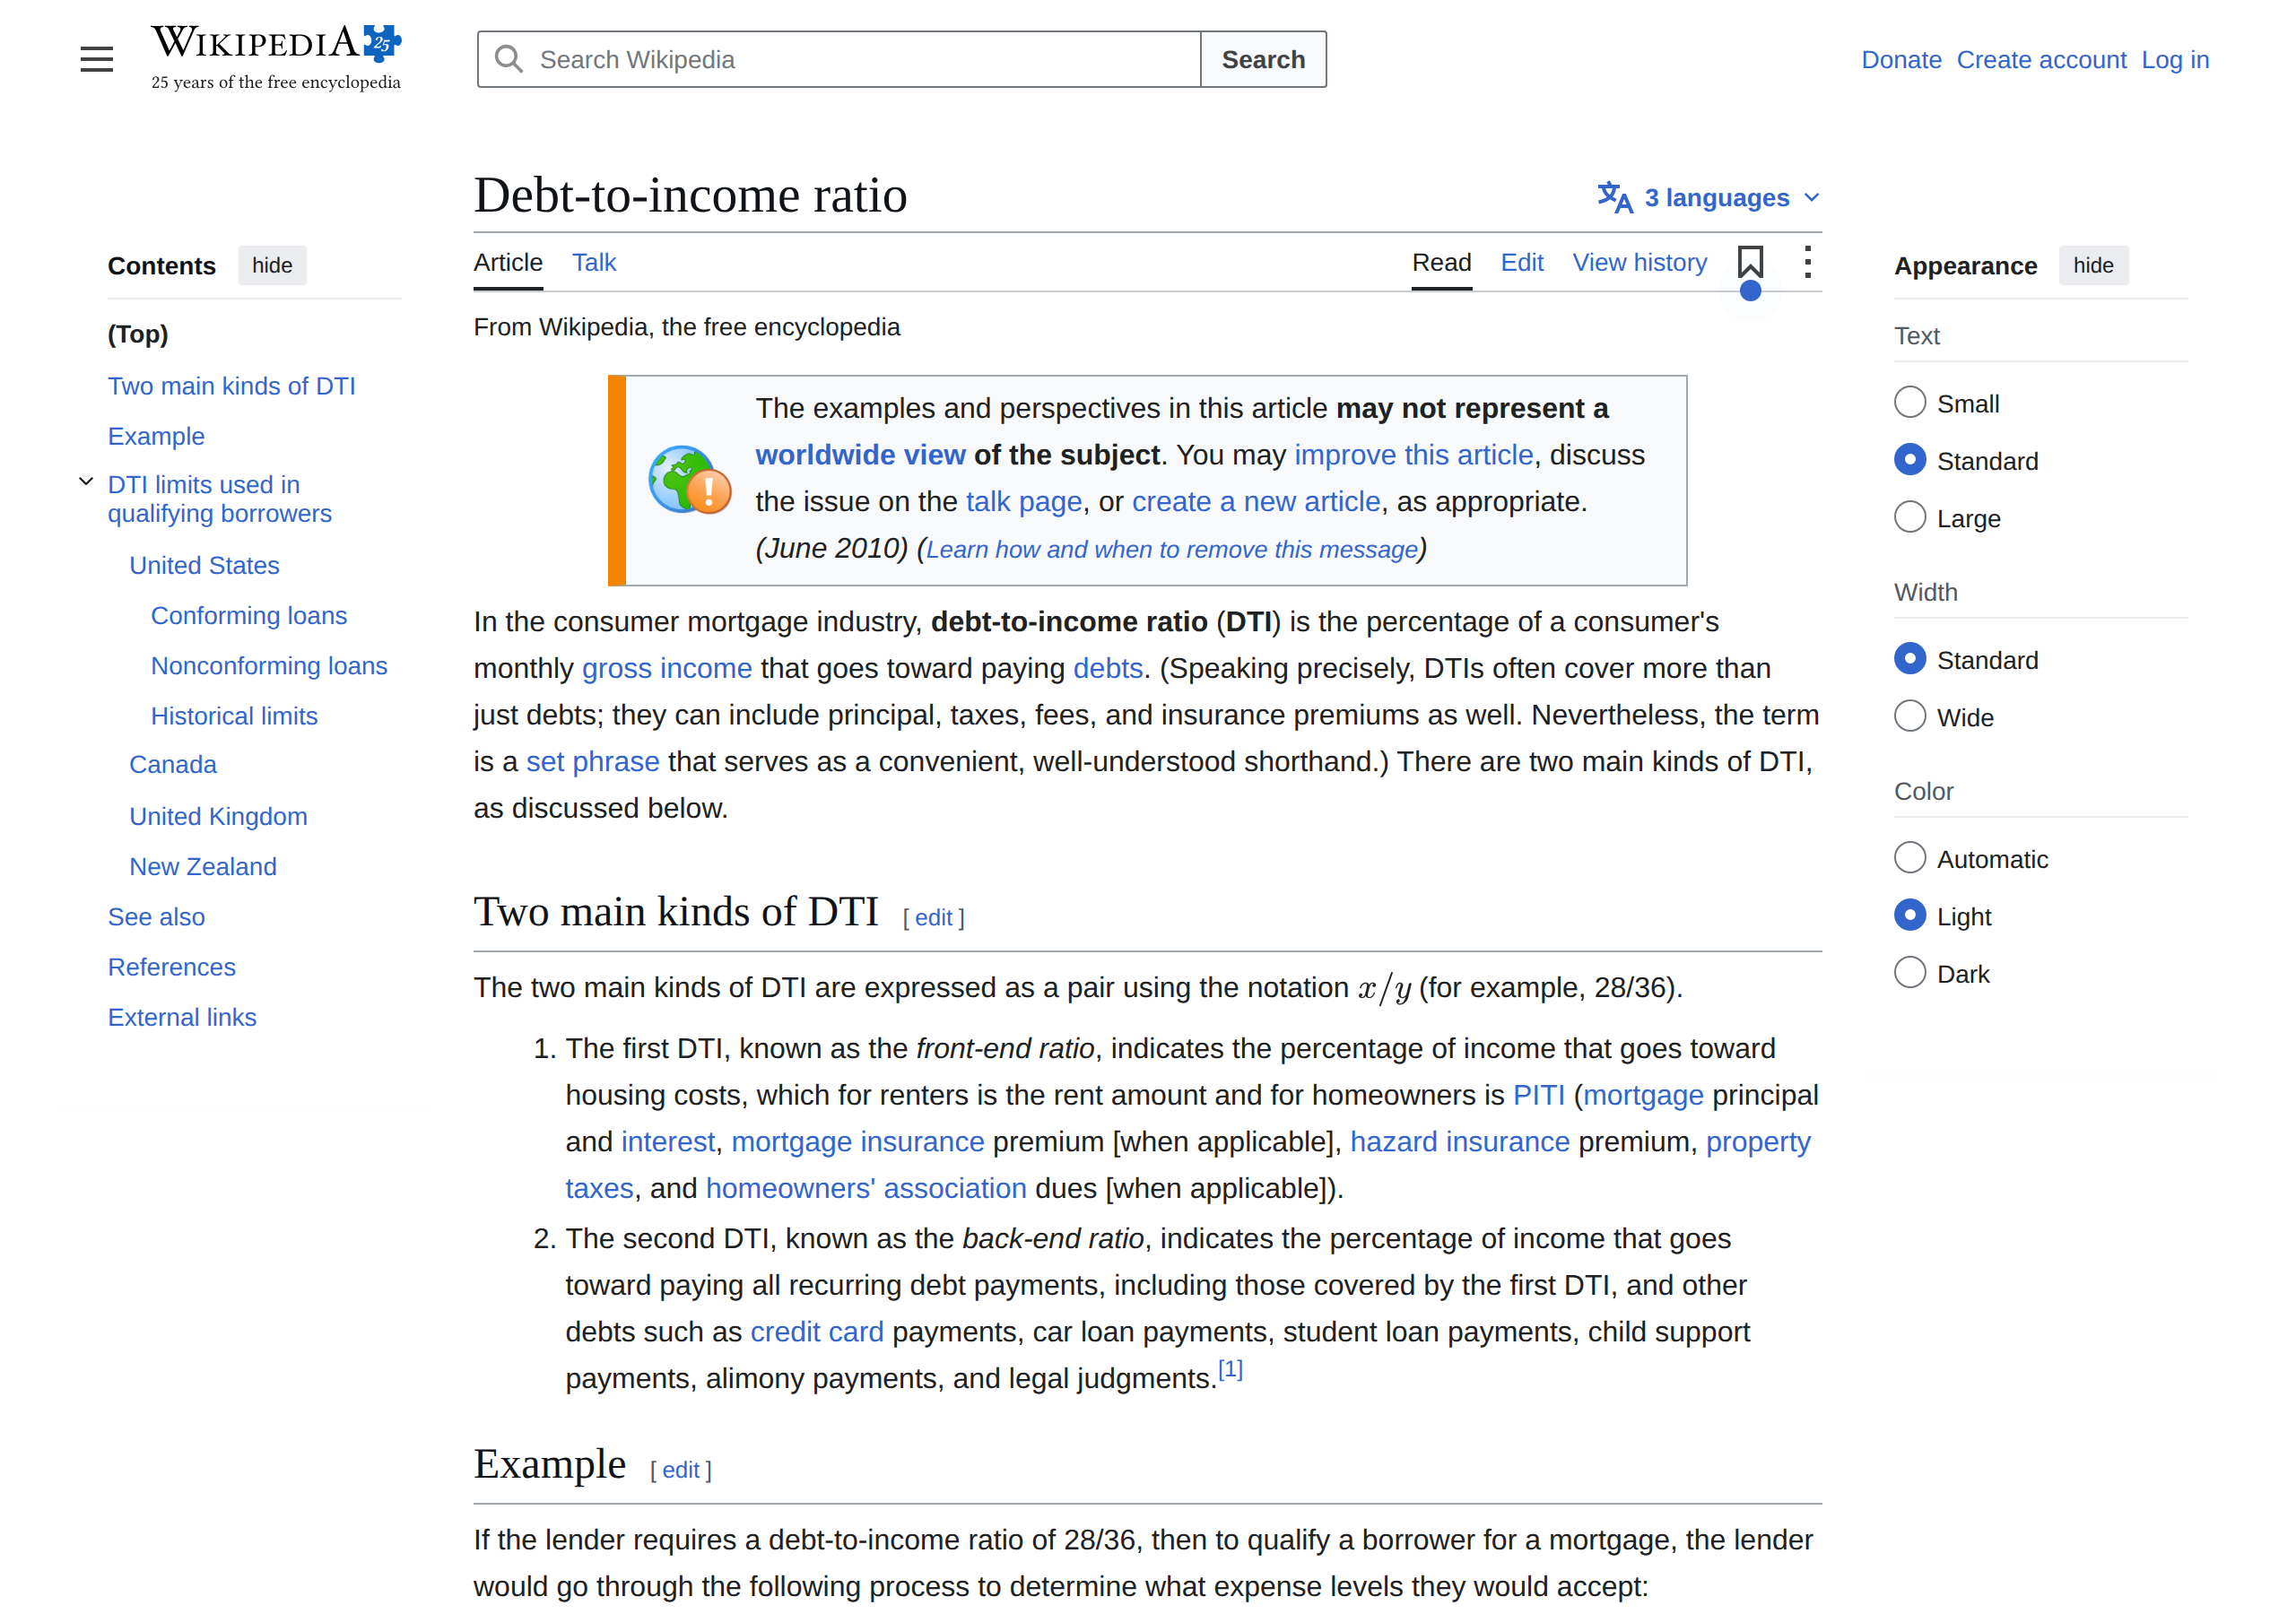 WIKIPEDIA 25
25 years of the free encyclopedia
Search Wikipedia
Search
Donate Create account Log in
Contents hide
(Top)
Two main kinds of DTI
Example
DTI limits used in
qualifying borrowers
United States
Conforming loans
Nonconforming loans
Historical limits
Canada
United Kingdom
New Zealand
See also
References
External links
Debt-to-income ratio
3 languages
Article Talk
Read Edit View history
From Wikipedia, the free encyclopedia
The examples and perspectives in this article may not represent a
worldwide view of the subject. You may improve this article, discuss
the issue on the talk page, or create a new article, as appropriate.
(June 2010) (Learn how and when to remove this message)
In the consumer mortgage industry, debt-to-income ratio (DTI) is the percentage of a consumer's
monthly gross income that goes toward paying debts. (Speaking precisely, DTIs often cover more than
just debts; they can include principal, taxes, fees, and insurance premiums as well. Nevertheless, the term
is a set phrase that serves as a convenient, well-understood shorthand.) There are two main kinds of DTI,
as discussed below.
Two main kinds of DTI [ edit ]
The two main kinds of DTI are expressed as a pair using the notation x/y (for example, 28/36).
1. The first DTI, known as the front-end ratio, indicates the percentage of income that goes toward
housing costs, which for renters is the rent amount and for homeowners is PITI (mortgage principal
and interest, mortgage insurance premium [when applicable], hazard insurance premium, property
taxes, and homeowners' association dues [when applicable]).
2. The second DTI, known as the back-end ratio, indicates the percentage of income that goes
toward paying all recurring debt payments, including those covered by the first DTI, and other
debts such as credit card payments, car loan payments, student loan payments, child support
payments, alimony payments, and legal judgments.[1]
Example [ edit ]
If the lender requires a debt-to-income ratio of 28/36, then to qualify a borrower for a mortgage, the lender
would go through the following process to determine what expense levels they would accept:
Appearance hide
Text
Small
Standard
Large
Width
Standard
Wide
Color
Automatic
Light
Dark